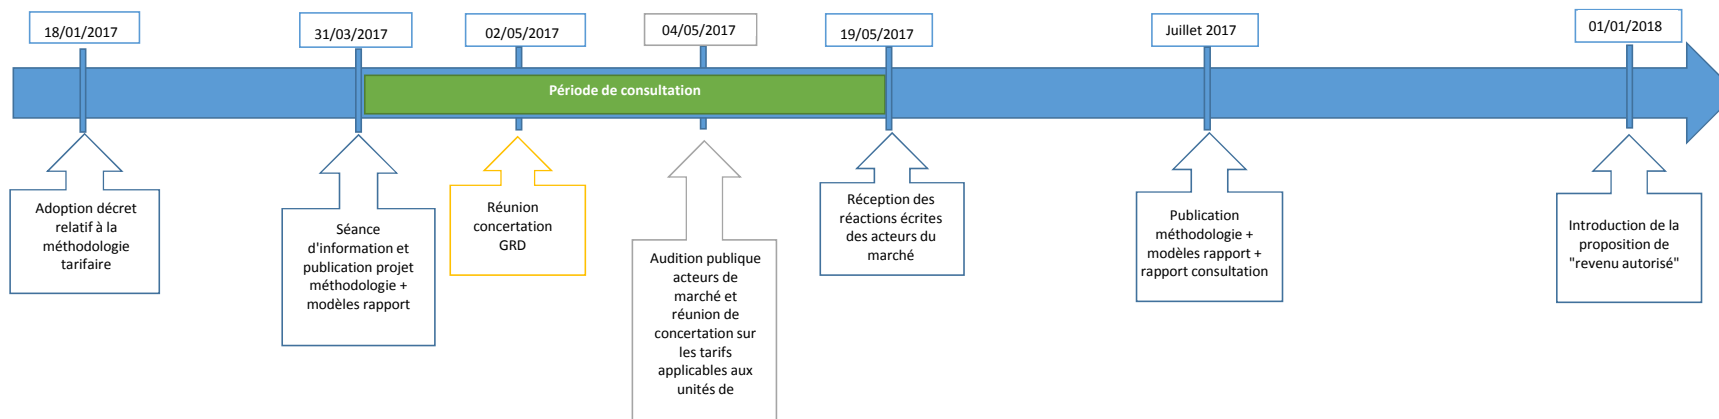 18/01/2017
31/03/2017
02/05/2017
04/05/2017
19/05/2017
Juillet 2017
01/01/2018
Période de consultation
Adoption décret
relatif à la
méthodologie
tarifaire
Séance
d'information et
publication projet
méthodologie +
modèles rapport
Réunion
concertation
GRD
Audition publique
acteurs de
marché et
réunion de
concertation sur
les tarifs
applicables aux
unités de
Réception des
réactions écrites
des acteurs du
marché
Publication
méthodologie +
modèles rapport +
rapport consultation
Introduction de la
proposition de
"revenu autorisé"